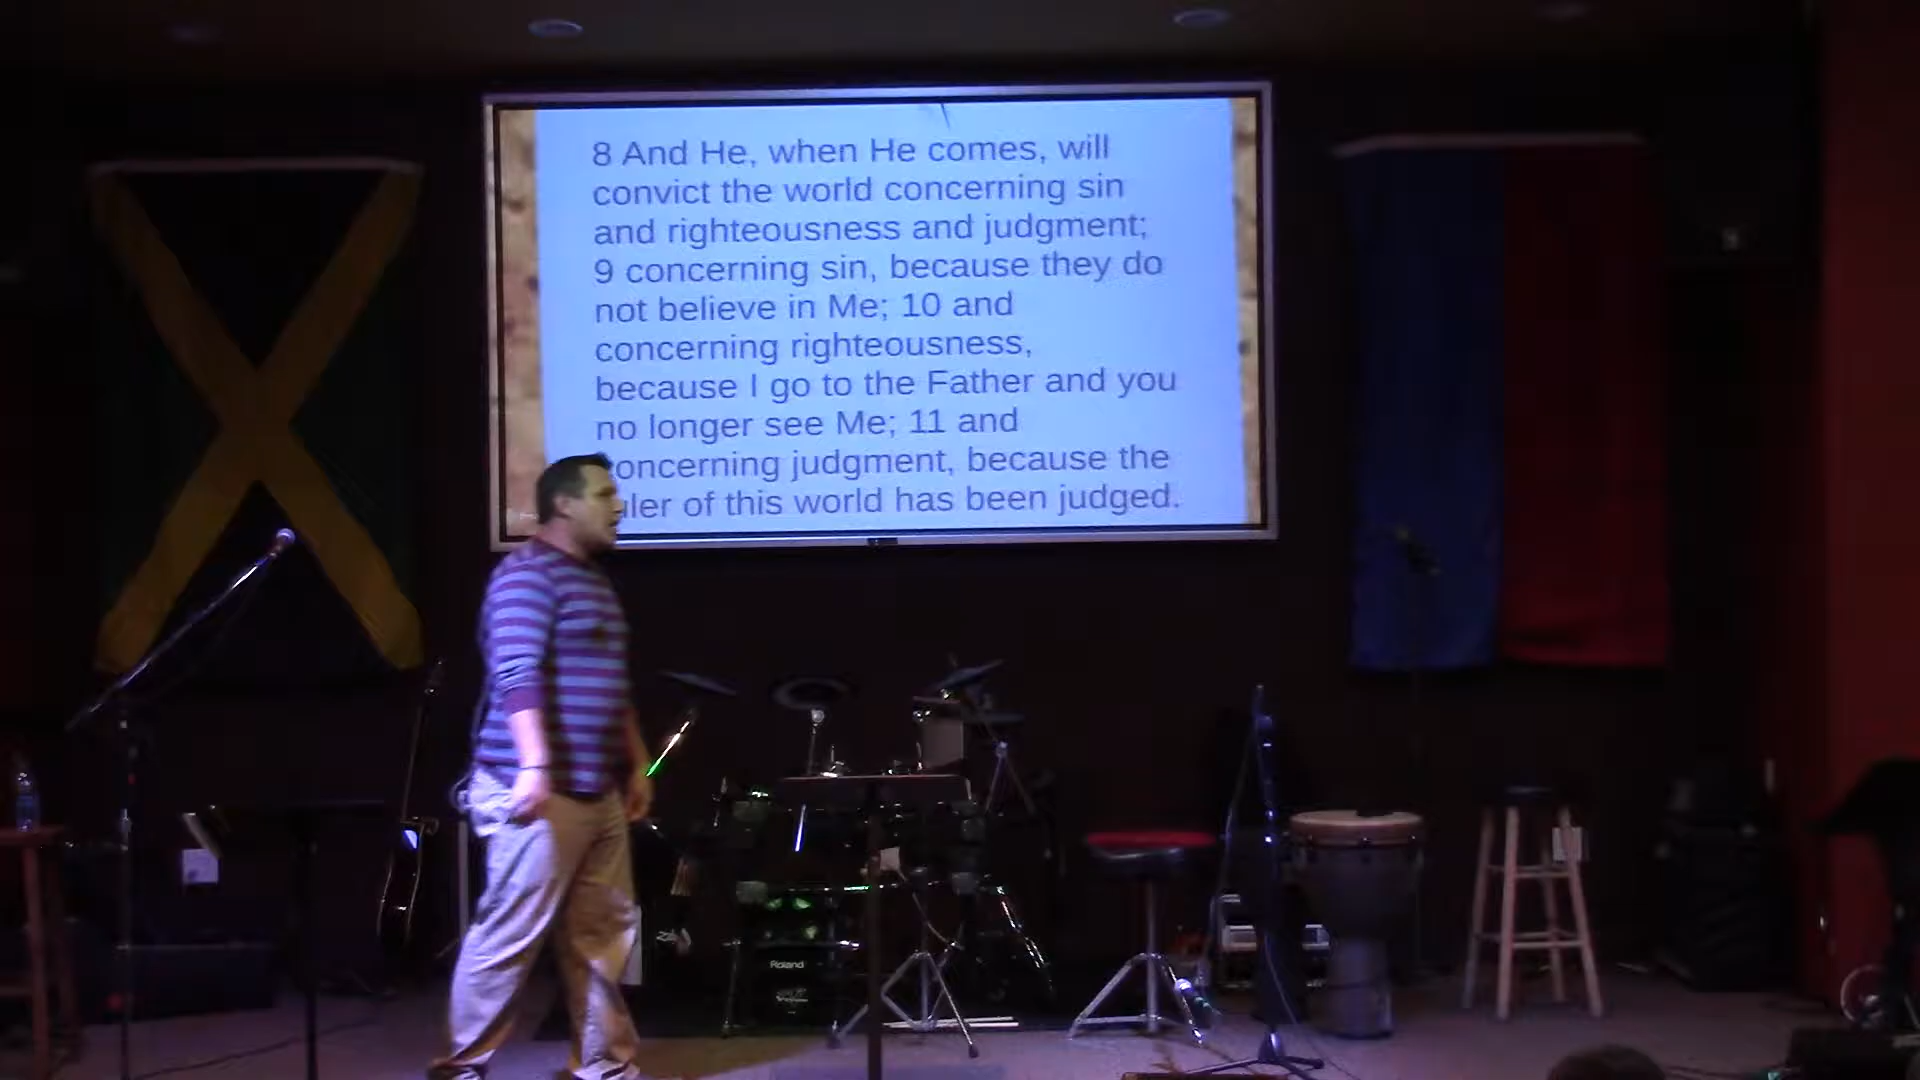 8 And He, when He comes, will
convict the world concerning sin
and righteousness and judgment;
9 concerning sin, because they do
not believe in Me; 10 and
concerning righteousness,
because I go to the Father and you
no longer see Me; 11 and
oncerning judgment, because the
uler of this world has been judged.
Roland